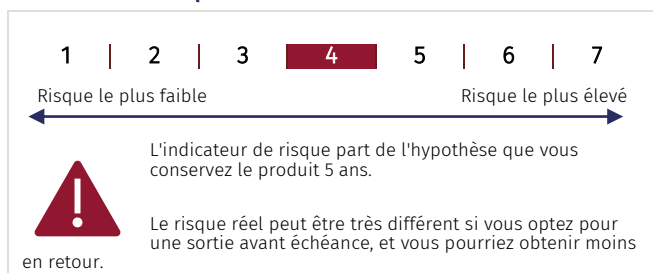 1 | 2 | 3 | 4 | 5 | 6 | 7
Risque le plus faible Risque le plus élevé
L'indicateur de risque part de l'hypothèse que vous
conservez le produit 5 ans.
Le risque réel peut être très différent si vous optez pour
une sortie avant échéance, et vous pourriez obtenir moins
en retour.